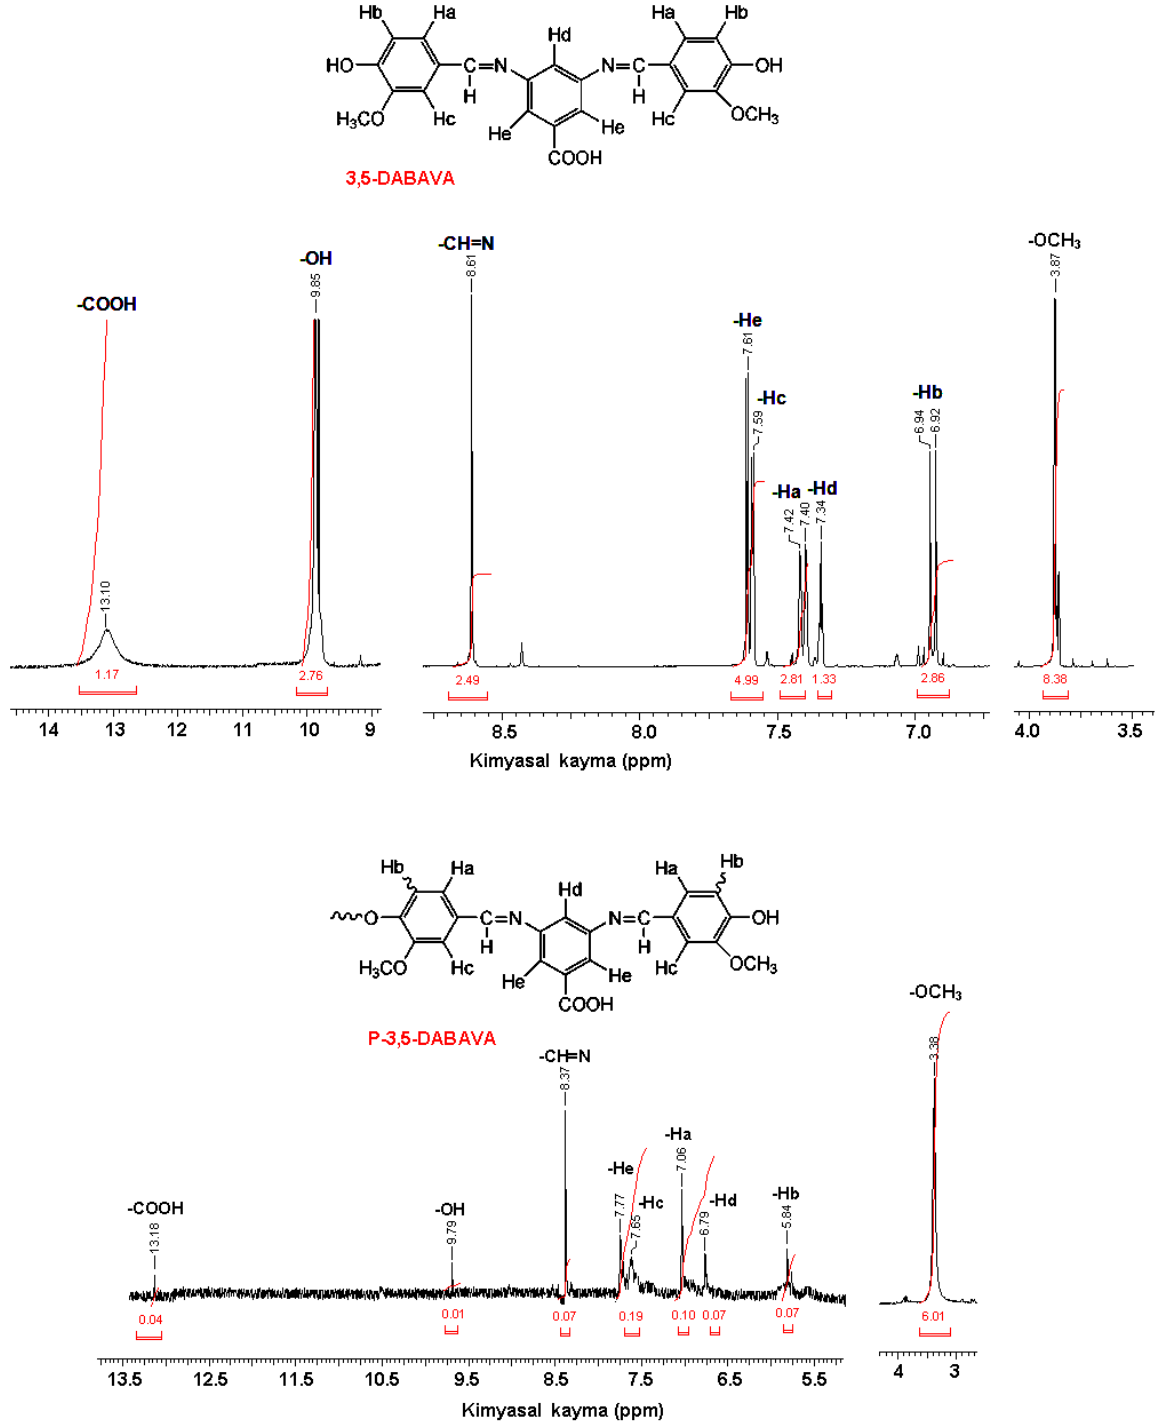 Hb Ha Ha Hb
Hd
HO C=N N=C OH
H H
H₃CO Hc Hc OCH₃
He He
COOH
3,5-DABAVA
-COOH
-OH
-CH=N
-He
-Hc
-Ha -Hd
-Hb
-OCH₃
13.10
9.85
8.61
7.61
7.59
7.42 7.40 7.34
6.94 6.92
3.87
1.17 2.76 2.49 4.99 2.81 1.33 2.86 8.38
14 13 12 11 10 9 8.5 8.0 7.5 7.0 4.0 3.5
Kimyasal kayma (ppm)
Hb Ha Ha Hb
Hd
O C=N N=C OH
H H
H₃CO Hc Hc OCH₃
He He
COOH
P-3,5-DABAVA
-COOH
-OH
-CH=N
-He
-Hc
-Ha
-Hd
-Hb
-OCH₃
13.18
9.79
8.37
7.77
7.65
7.06
6.79
5.84
3.38
0.04 0.01 0.07 0.19 0.10 0.07 0.07 6.01
13.5 12.5 11.5 10.5 9.5 8.5 7.5 6.5 5.5 4 3
Kimyasal kayma (ppm)